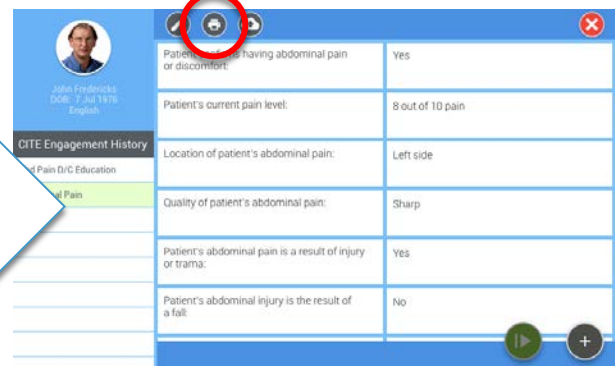 John Fredericks
DOB: 7 Jul 1976
English
CITE Engagement History
Pain D/C Education
Pain
Patient having abdominal pain
or discomfort:
Yes
Patient's current pain level:
8 out of 10 pain
Location of patient's abdominal pain:
Left side
Quality of patient's abdominal pain:
Sharp
Patient's abdominal pain is a result of injury
or trama:
Yes
Patient's abdominal injury is the result of
a fall:
No